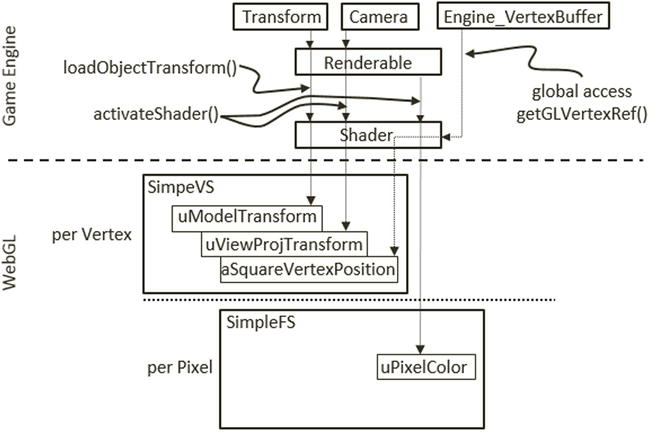 Transform
Camera
Engine_VertexBuffer
Game Engine
Renderable
loadObjectTransform()
activateShader()
global access
getGLVertexRef()
Shader
WebGL
SimpeVS
per Vertex
uModelTransform
uViewProjTransform
aSquareVertexPosition
SimpleFS
per Pixel
uPixelColor